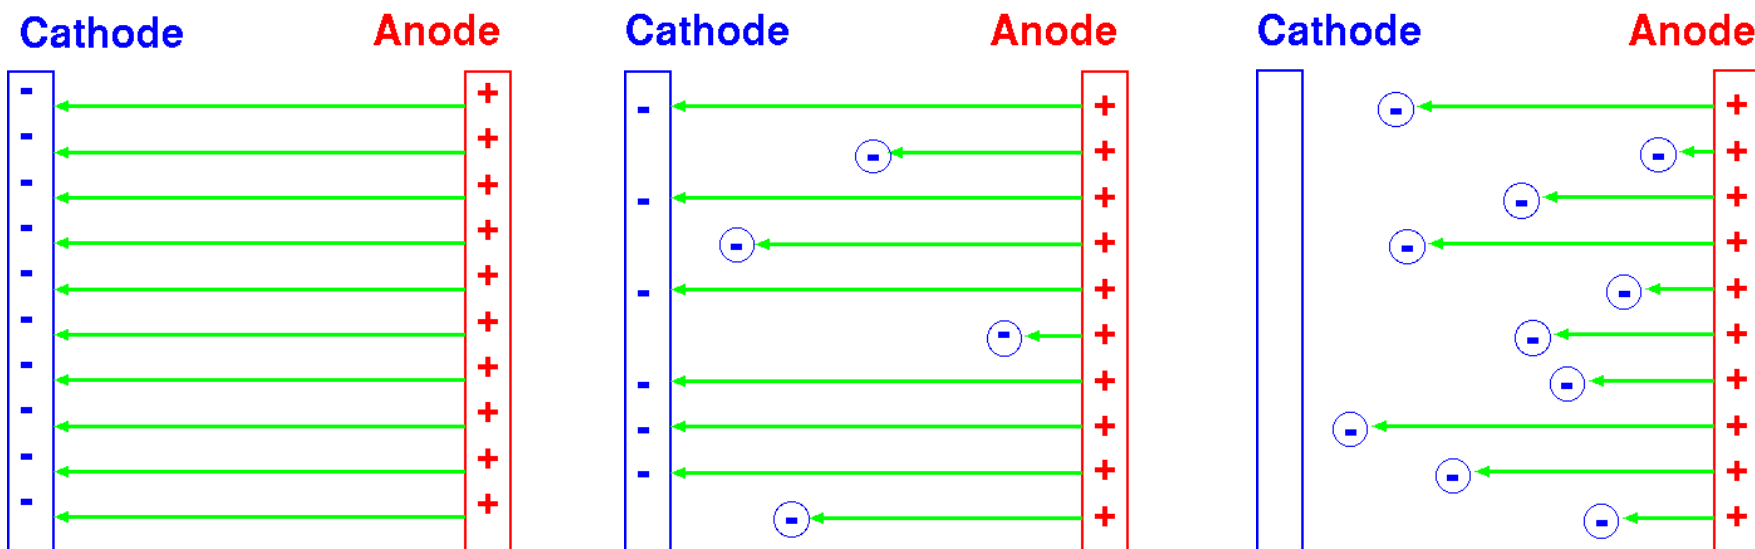 Cathode Anode Cathode Anode Cathode Anode
- + - + - +
- + - + - +
- + - + - +
- + - + - +
- + - + - +
- + - + - +
- + - + - +
- + - + - +
- + - + - +
- + - + - +